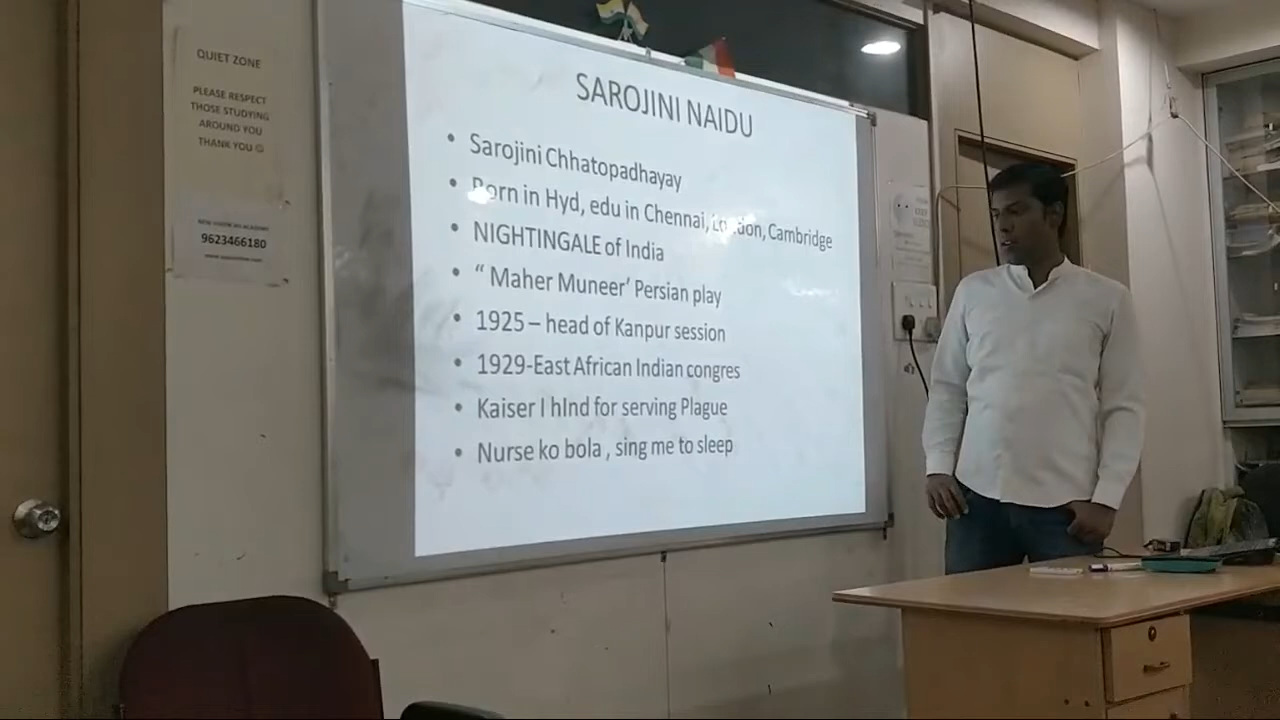 QUIET ZONE
PLEASE RESPECT
THOSE STUDYING
AROUND YOU
THANK YOU ☺
9623466180
SAROJINI NAIDU
• Sarojini Chhatopadhayay
• Born in Hyd, edu in Chennai, London, Cambridge
• NIGHTINGALE of India
• “ Maher Muneer’ Persian play
• 1925 – head of Kanpur session
• 1929-East African Indian congres
• Kaiser I hInd for serving Plague
• Nurse ko bola , sing me to sleep